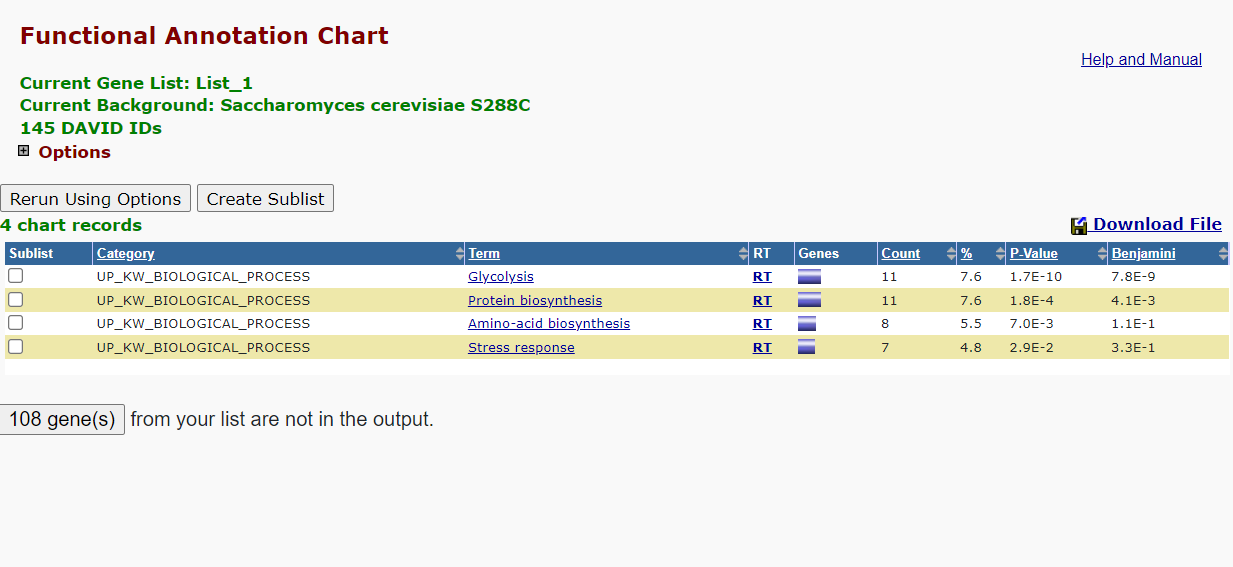 Functional Annotation Chart
Help and Manual
Current Gene List: List_1
Current Background: Saccharomyces cerevisiae S288C
145 DAVID IDs
Options
Rerun Using Options Create Sublist
4 chart records Download File
Sublist Category Term RT Genes Count % P-Value Benjamini
UP_KW_BIOLOGICAL_PROCESS Glycolysis RT 11 7.6 1.7E-10 7.8E-9
UP_KW_BIOLOGICAL_PROCESS Protein biosynthesis RT 11 7.6 1.8E-4 4.1E-3
UP_KW_BIOLOGICAL_PROCESS Amino-acid biosynthesis RT 8 5.5 7.0E-3 1.1E-1
UP_KW_BIOLOGICAL_PROCESS Stress response RT 7 4.8 2.9E-2 3.3E-1
108 gene(s) from your list are not in the output.